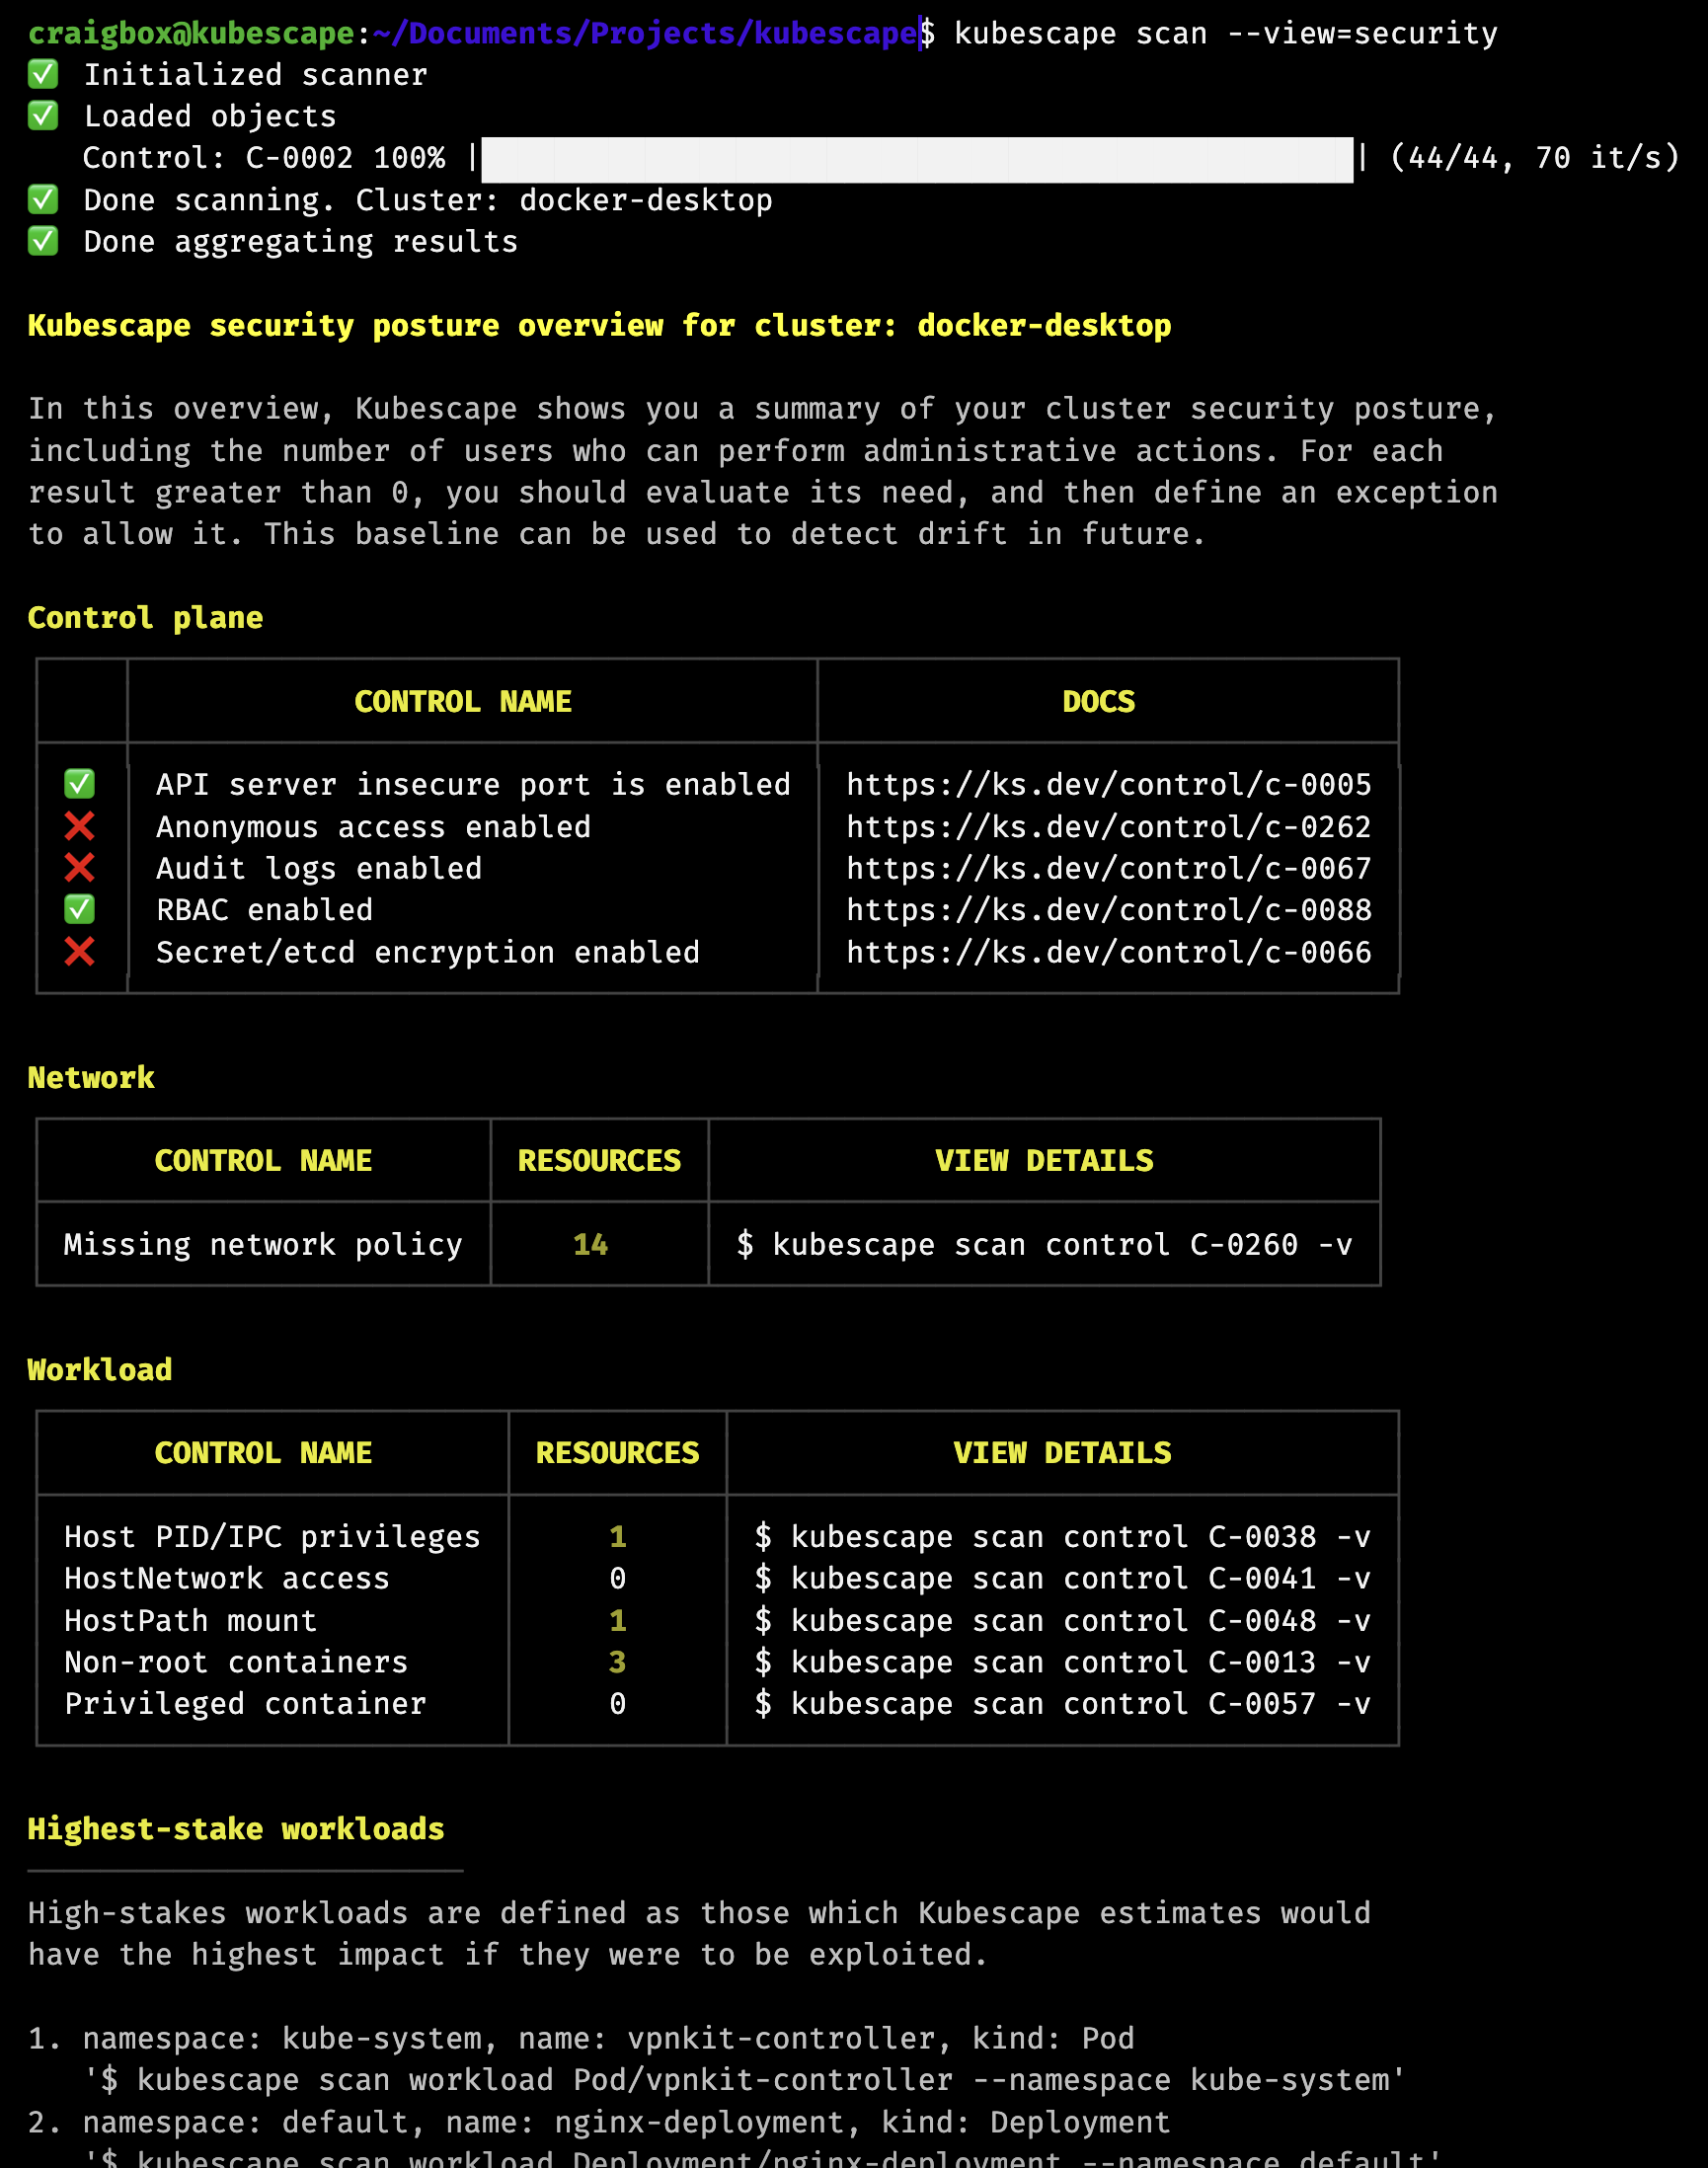 craigbox@kubescape:~/Documents/Projects/kubescape$ kubescape scan --view=security
✅ Initialized scanner
✅ Loaded objects
Control: C-0002 100% |████████████████████████████████████████████████| (44/44, 70 it/s)
✅ Done scanning. Cluster: docker-desktop
✅ Done aggregating results
Kubescape security posture overview for cluster: docker-desktop
In this overview, Kubescape shows you a summary of your cluster security posture,
including the number of users who can perform administrative actions. For each
result greater than 0, you should evaluate its need, and then define an exception
to allow it. This baseline can be used to detect drift in future.
Control plane
CONTROL NAME DOCS
✅ API server insecure port is enabled https://ks.dev/control/c-0005
❌ Anonymous access enabled https://ks.dev/control/c-0262
❌ Audit logs enabled https://ks.dev/control/c-0067
✅ RBAC enabled https://ks.dev/control/c-0088
❌ Secret/etcd encryption enabled https://ks.dev/control/c-0066
Network
CONTROL NAME RESOURCES VIEW DETAILS
Missing network policy 14 $ kubescape scan control C-0260 -v
Workload
CONTROL NAME RESOURCES VIEW DETAILS
Host PID/IPC privileges 1 $ kubescape scan control C-0038 -v
HostNetwork access 0 $ kubescape scan control C-0041 -v
HostPath mount 1 $ kubescape scan control C-0048 -v
Non-root containers 3 $ kubescape scan control C-0013 -v
Privileged container 0 $ kubescape scan control C-0057 -v
Highest-stake workloads
High-stakes workloads are defined as those which Kubescape estimates would
have the highest impact if they were to be exploited.
1. namespace: kube-system, name: vpnkit-controller, kind: Pod
'$ kubescape scan workload Pod/vpnkit-controller --namespace kube-system'
2. namespace: default, name: nginx-deployment, kind: Deployment
'$ kubescape scan workload Deployment/nginx-deployment --namespace default'